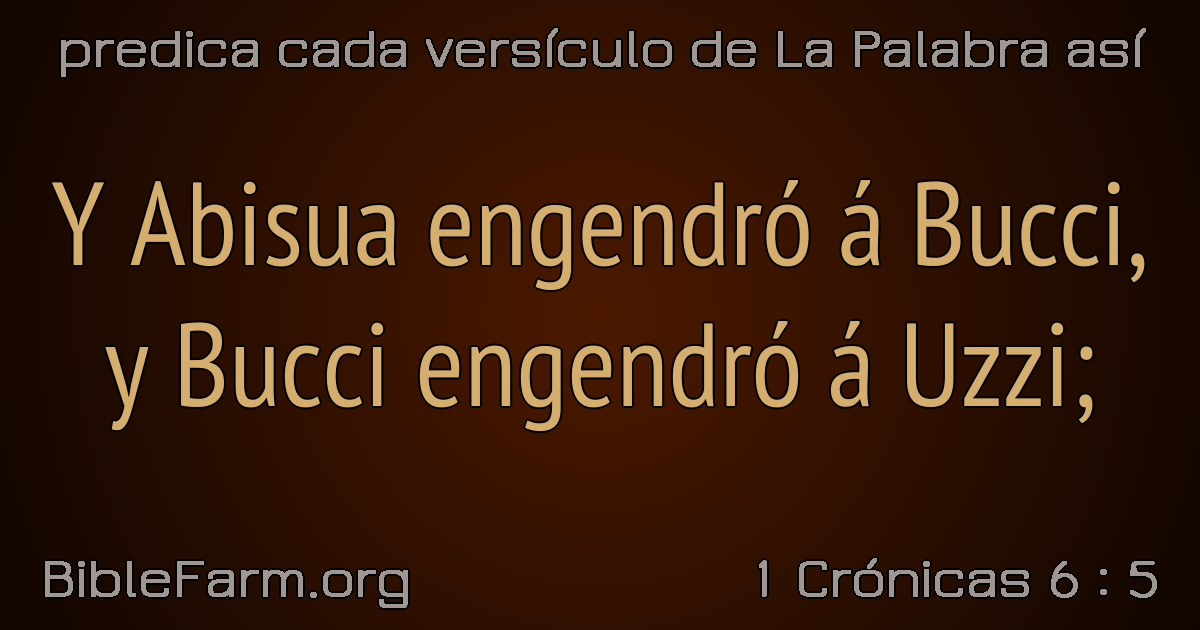 predica cada versículo de La Palabra así
Y Abisua engendró á Bucci,
y Bucci engendró á Uzzi;
BibleFarm.org
1 Crónicas 6 : 5